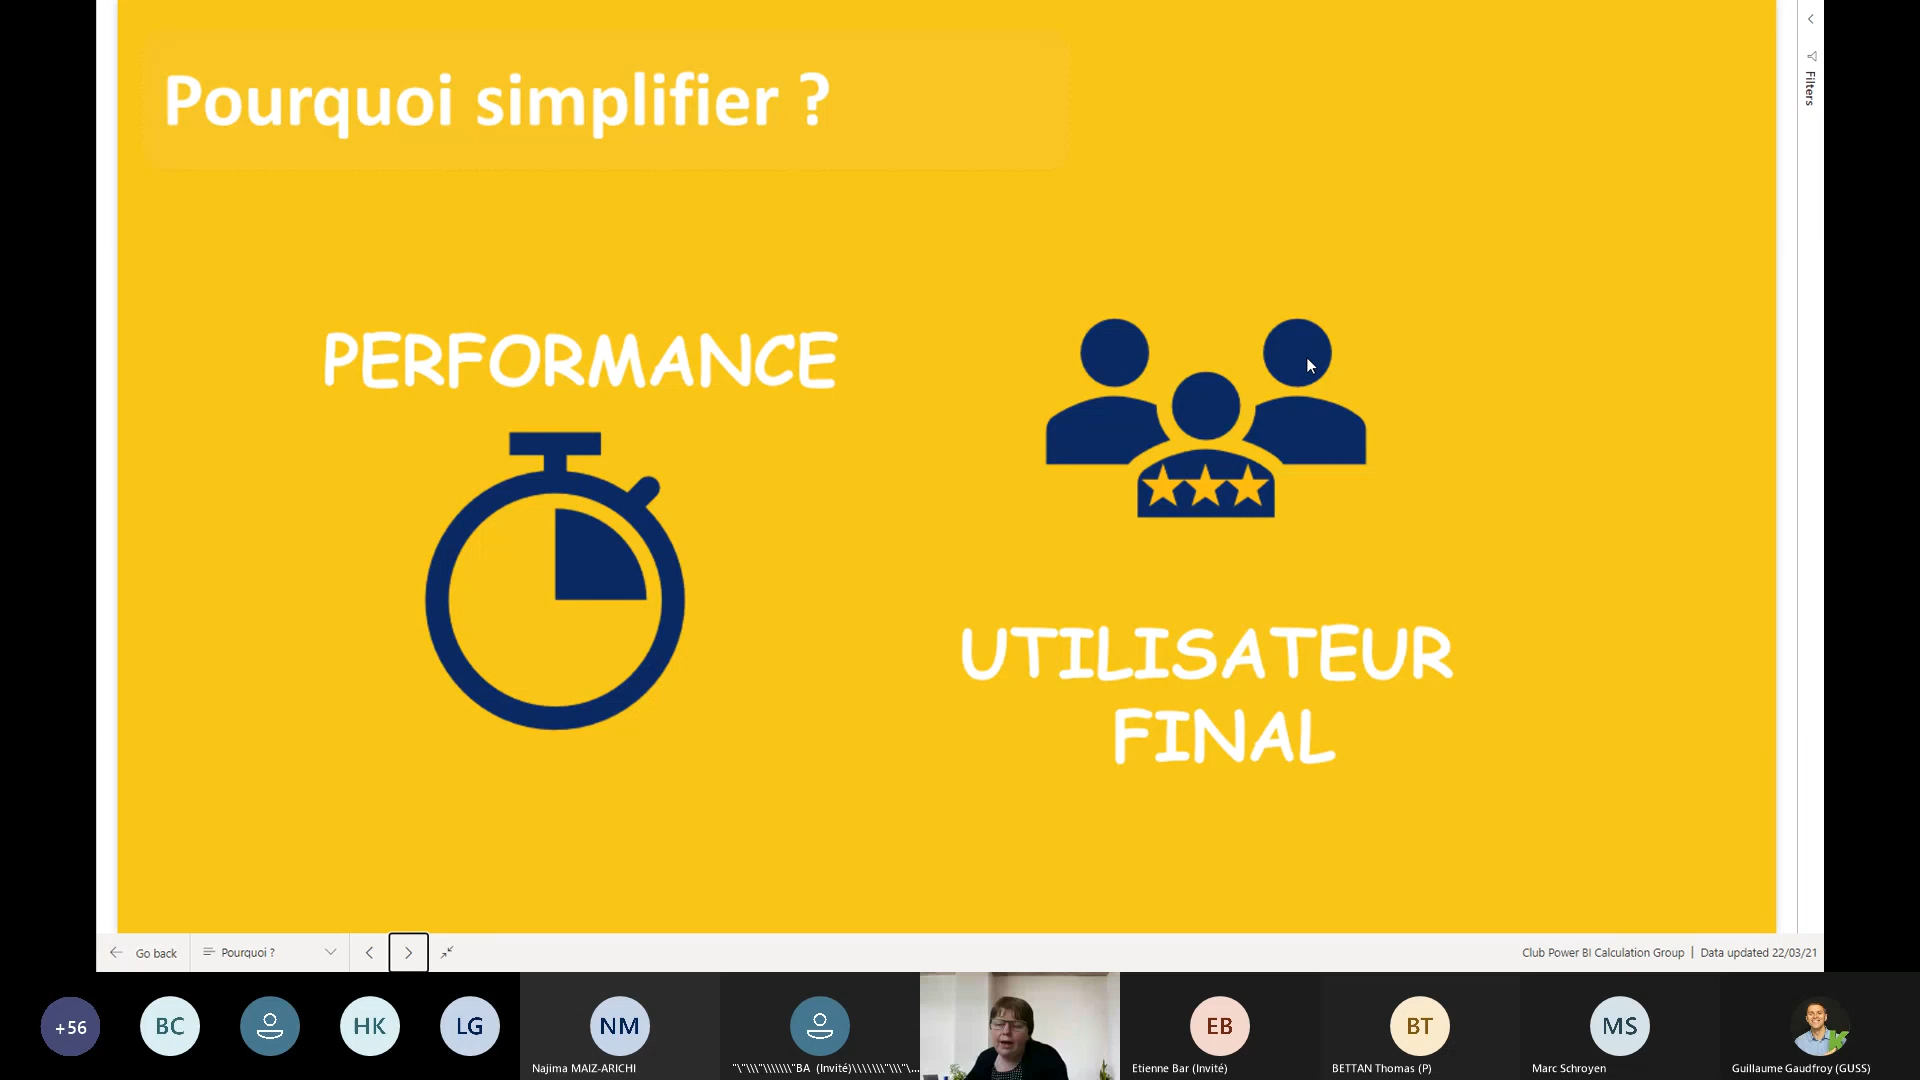 Pourquoi simplifier ?
Filters
PERFORMANCE
UTILISATEUR
FINAL
Go back
Pourquoi ?
Club Power BI Calculation Group | Data updated 22/03/21
+56
BC
HK
LG
NM
EB
BT
MS
Najima MAIZ-ARICHI
"\"\\\"\\\\\\\"BA (Invité)\\\\\\\"\\\"\...
Etienne Bar (Invité)
BETTAN Thomas (P)
Marc Schroyen
Guillaume Gaudfroy (GUSS)